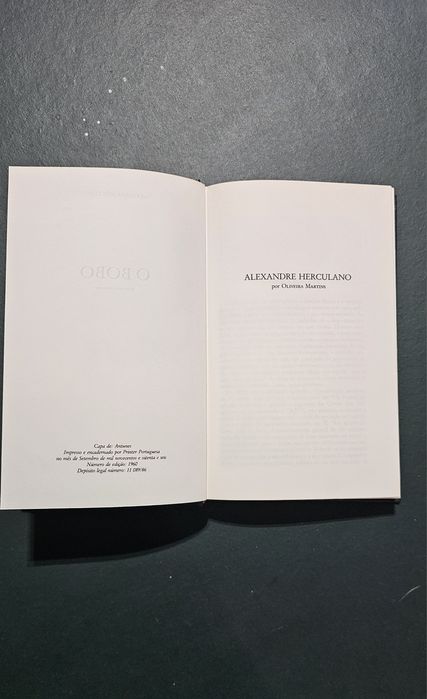 O BOBO
Capa de: Antunes
Impresso e encadernado por Printer Portuguesa
no mês de Setembro de mil novecentos e oitenta e seis
Número de edição: 1960
Depósito legal número: 11 089/86
ALEXANDRE HERCULANO
por OLIVEIRA MARTINS